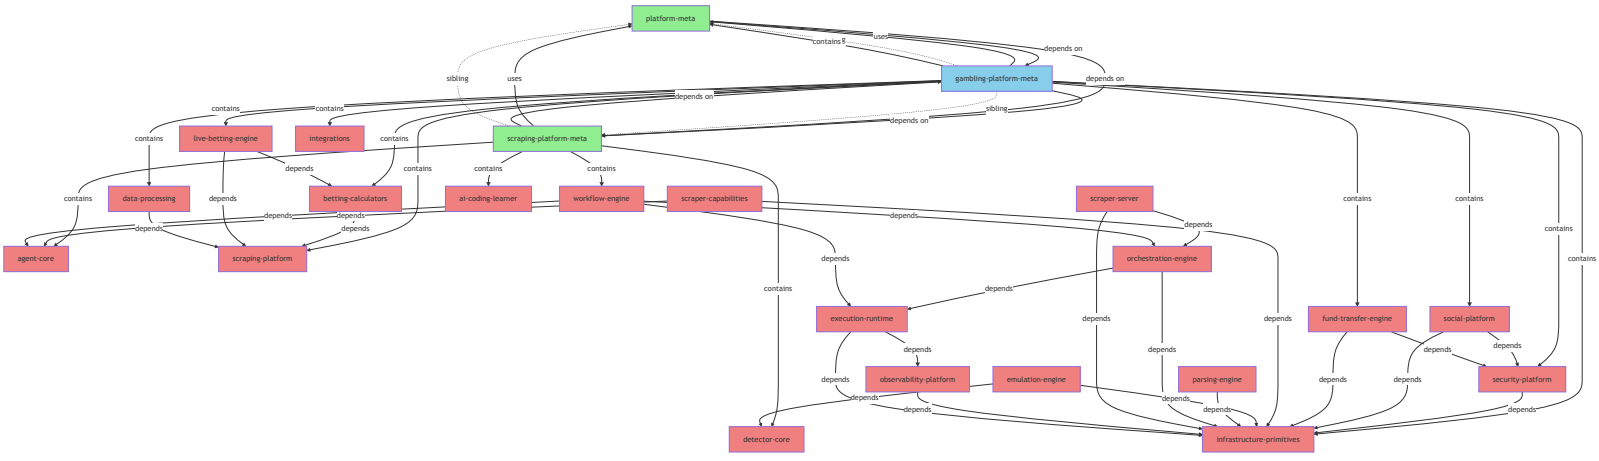 platform-meta
uses
contains
depends on
gambling-platform-meta
sibling
uses
depends on
depends on
contains
contains
sibling
depends on
live-betting-engine
integrations
contains
contains
scraping-platform-meta
depends
contains
contains
contains
contains
data-processing
depends
betting-calculators
ai-coding-learner
workflow-engine
scraper-capabilities
scraper-server
contains
contains
contains
depends
depends
depends
depends
depends
depends
contains
agent-core
scraping-platform
depends
orchestration-engine
contains
contains
depends
execution-runtime
depends
depends
fund-transfer-engine
social-platform
depends
depends
depends
depends
depends
observability-platform
emulation-engine
parsing-engine
depends
depends
security-platform
depends
depends
depends
depends
depends
detector-core
infrastructure-primitives